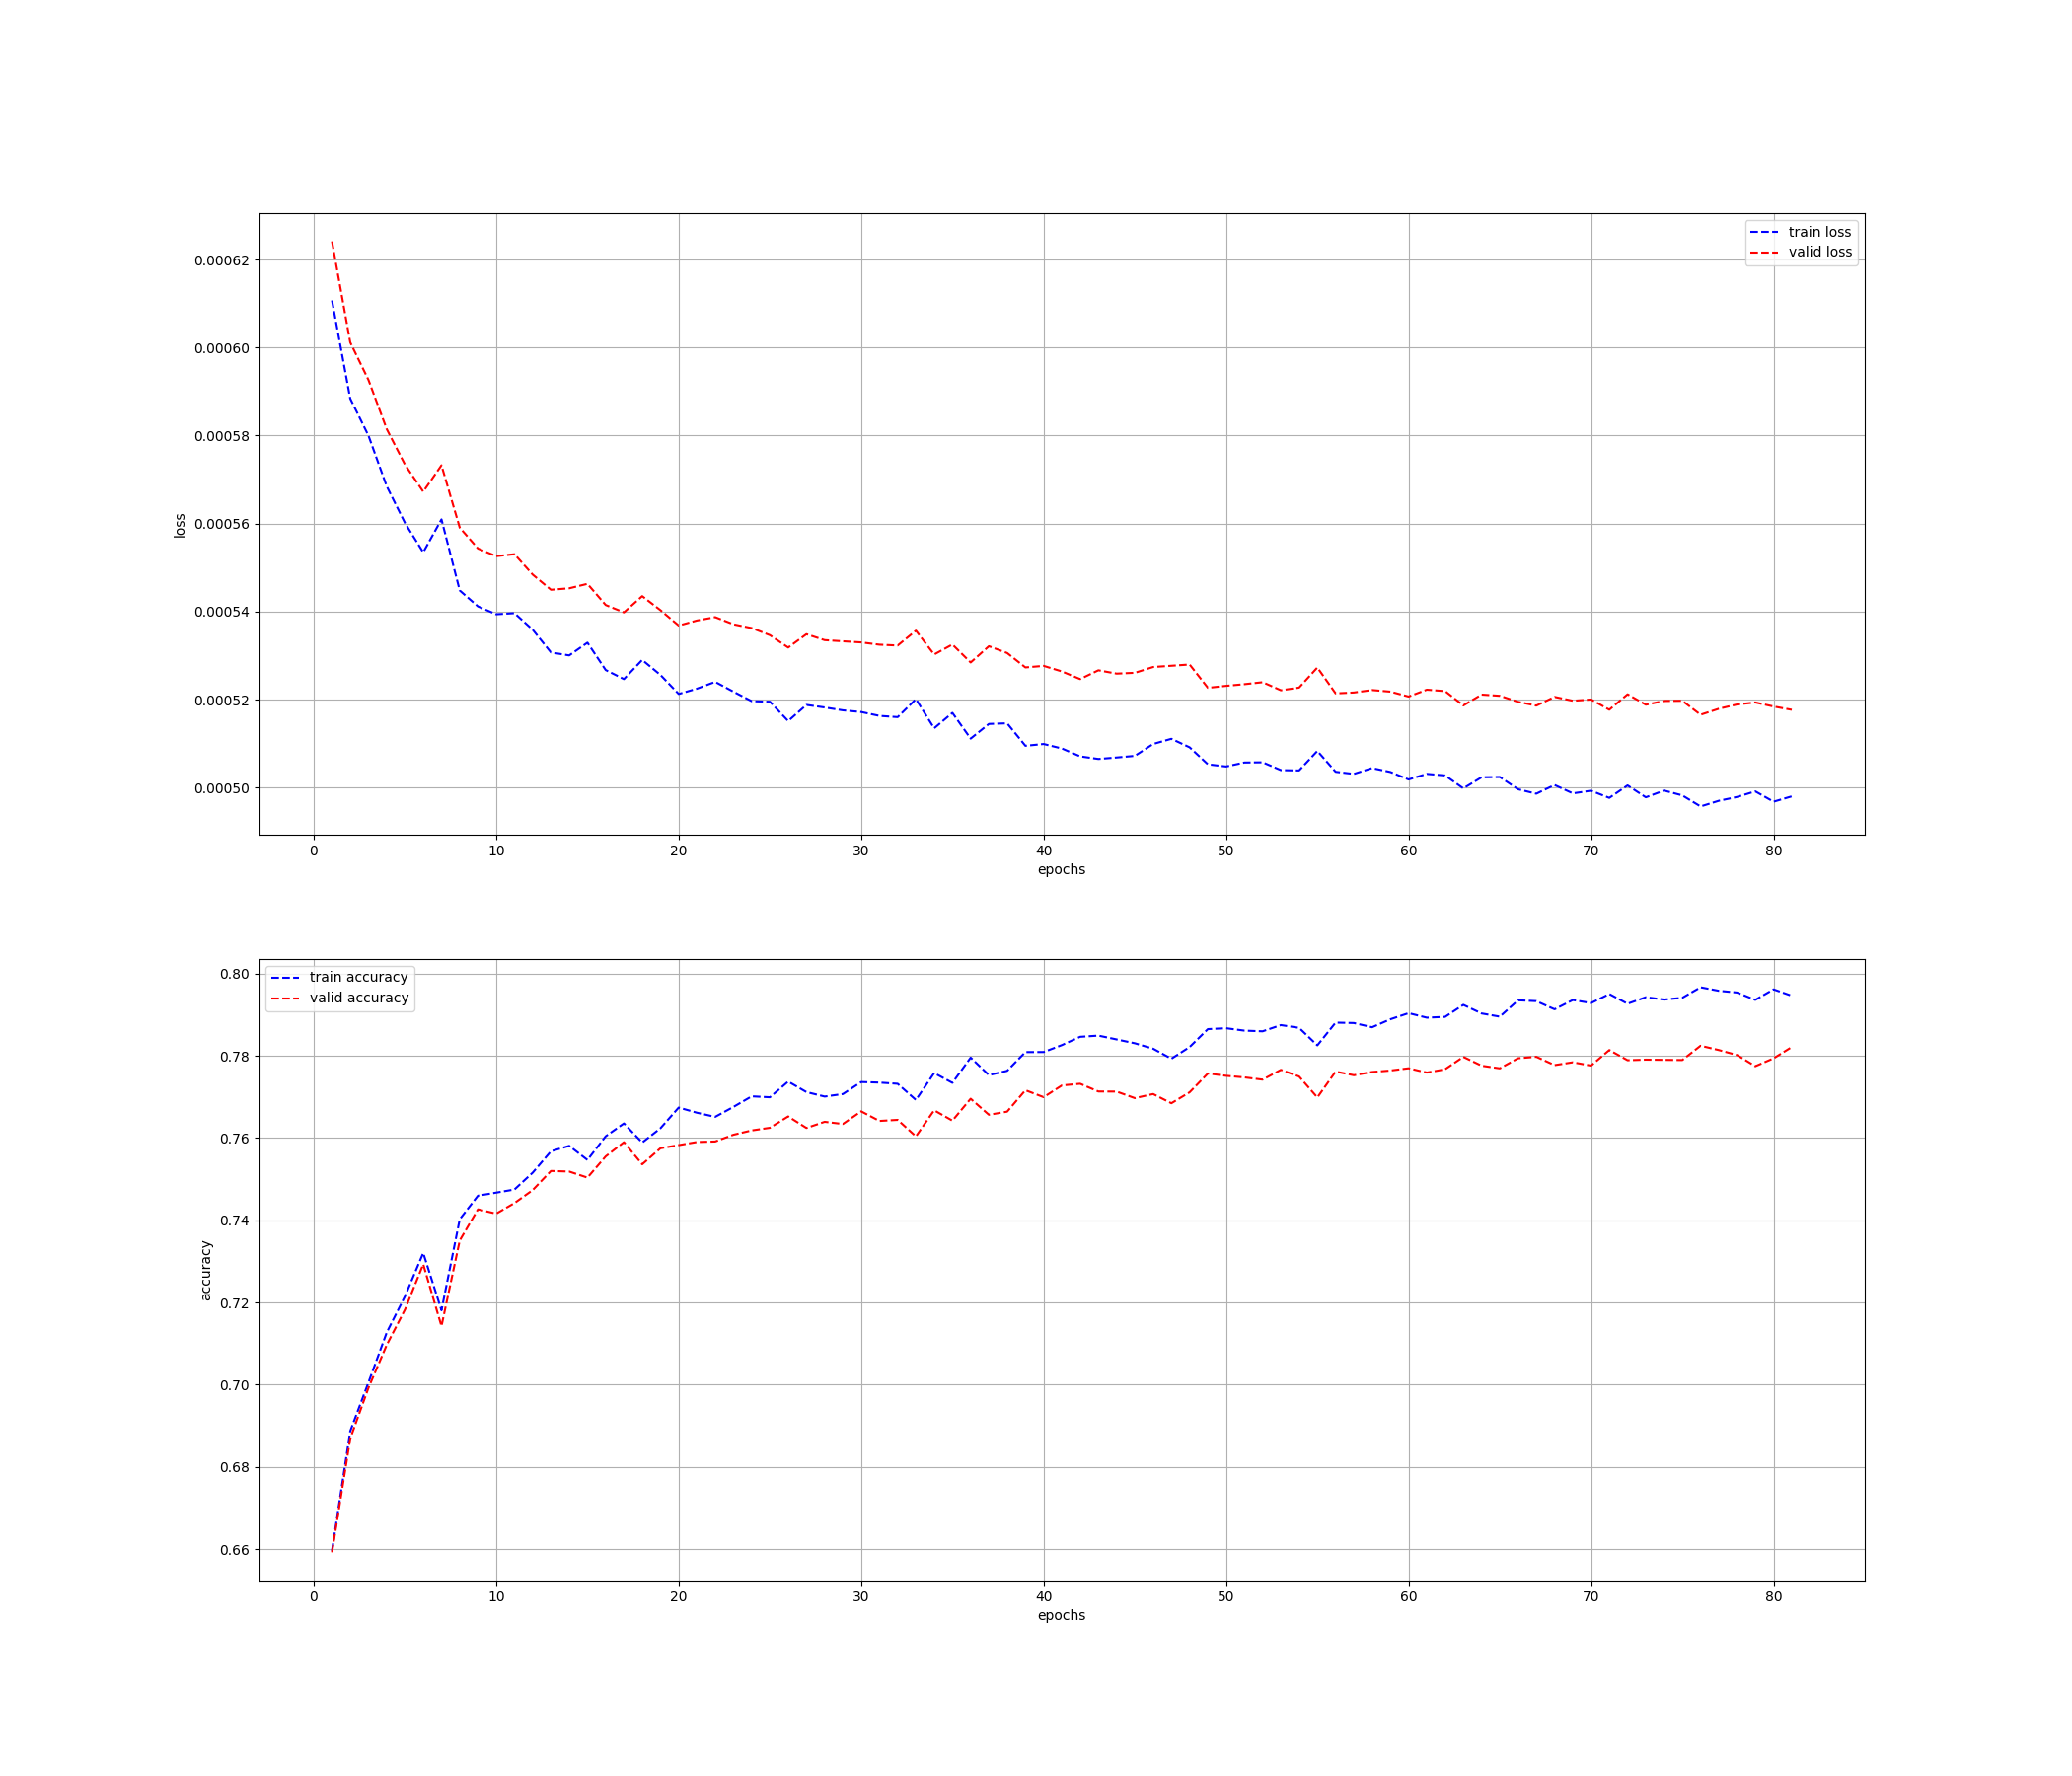 train loss
valid loss
0.00062
0.00060
0.00058
0.00056
0.00054
0.00052
0.00050
loss
0 10 20 30 40 50 60 70 80
epochs
train accuracy
valid accuracy
0.80
0.78
0.76
0.74
0.72
0.70
0.68
0.66
accuracy
0 10 20 30 40 50 60 70 80
epochs